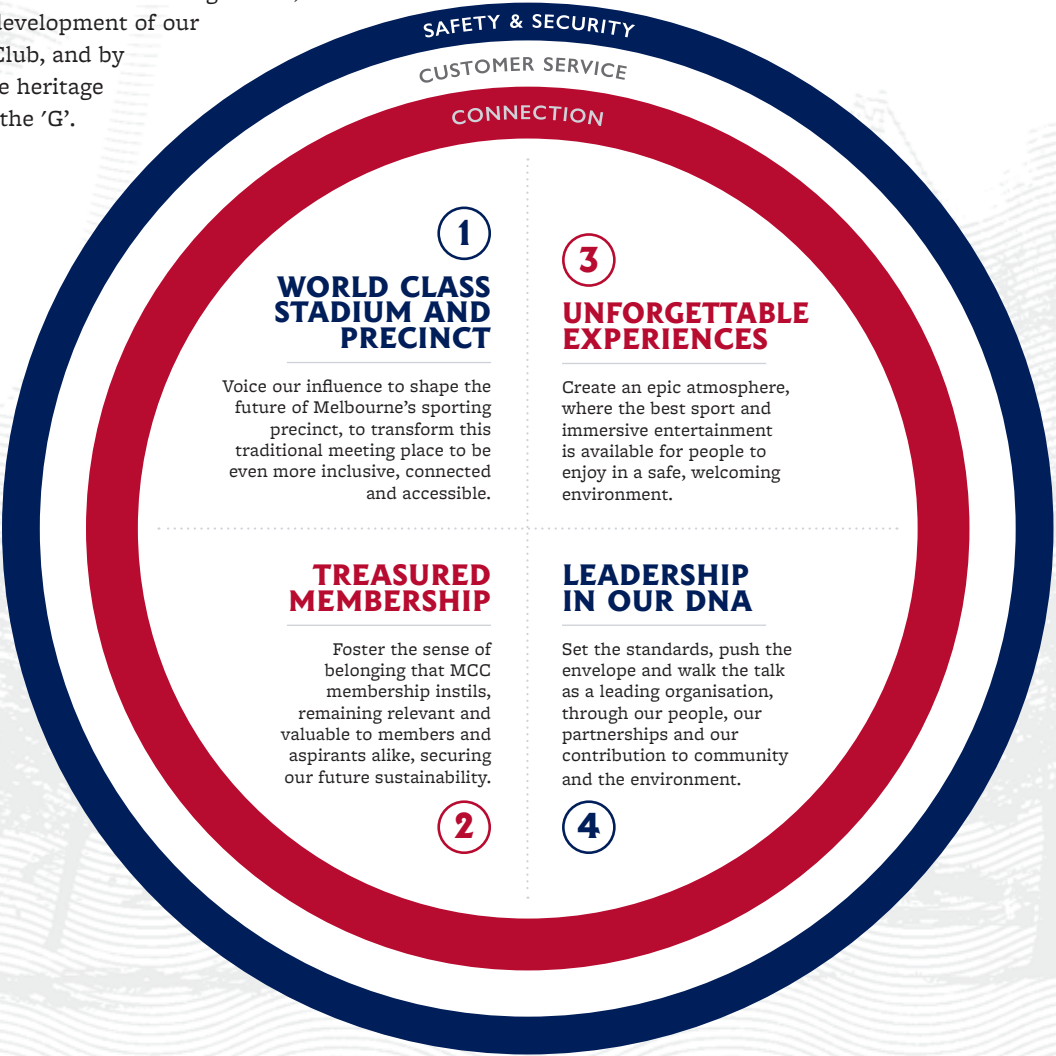 development of our
Club, and by
heritage
the 'G'.
SAFETY & SECURITY
CUSTOMER SERVICE
CONNECTION
1
WORLD CLASS
STADIUM AND
PRECINCT
Voice our influence to shape the
future of Melbourne's sporting
precinct, to transform this
traditional meeting place to be
even more inclusive, connected
and accessible.
TREASURED
MEMBERSHIP
Foster the sense of
belonging that MCC
membership instils,
remaining relevant and
valuable to members and
aspirants alike, securing
our future sustainability.
2
3
UNFORGETTABLE
EXPERIENCES
Create an epic atmosphere,
where the best sport and
immersive entertainment
is available for people to
enjoy in a safe, welcoming
environment.
LEADERSHIP
IN OUR DNA
Set the standards, push the
envelope and walk the talk
as a leading organisation,
through our people, our
partnerships and our
contribution to community
and the environment.
4